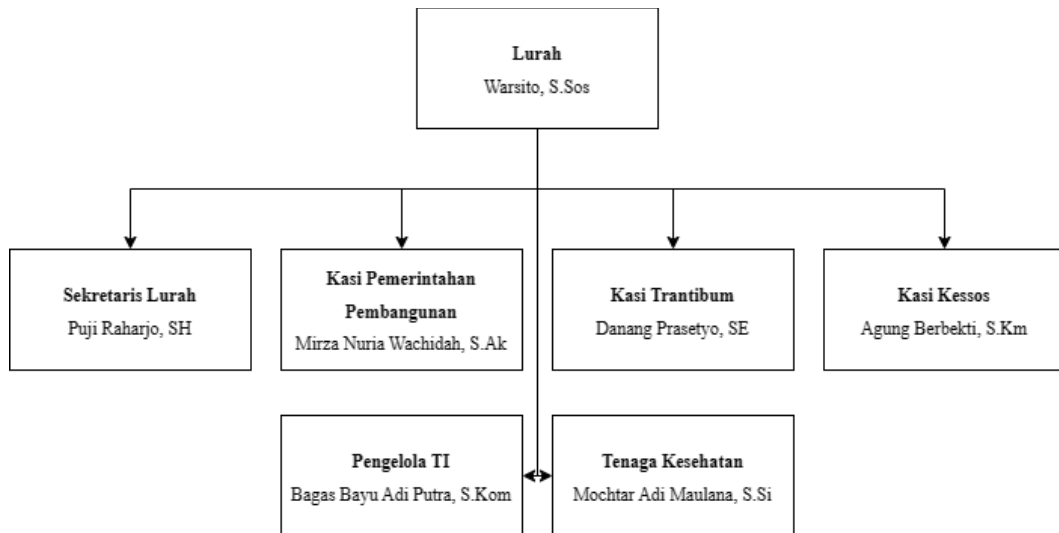 Lurah
Warsito, S.Sos
Sekretaris Lurah
Puji Raharjo, SH
Kasi Pemerintahan
Pembangunan
Mirza Nuria Wachidah, S.Ak
Kasi Trantibum
Danang Prasetyo, SE
Kasi Kessos
Agung Berbekti, S.Km
Pengelola TI
Bagas Bayu Adi Putra, S.Kom
Tenaga Kesehatan
Mochtar Adi Maulana, S.Si